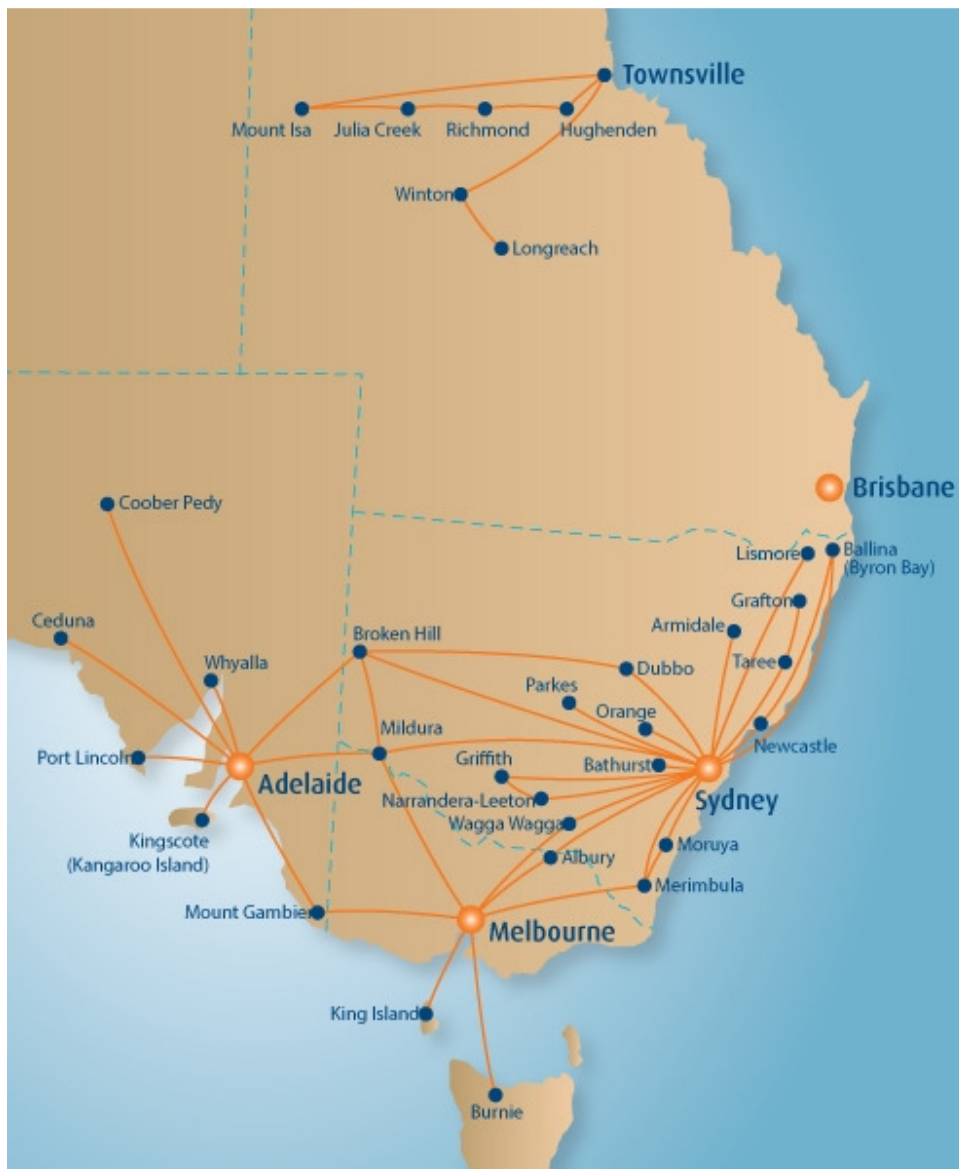 Townsville
Mount Isa
Julia Creek
Richmond
Hughenden
Winton
Longreach
Brisbane
Coober Pedy
Lismore
Ballina
(Byron Bay)
Grafton
Ceduna
Armidale
Broken Hill
Whyalla
Taree
Dubbo
Parkes
Orange
Mildura
Newcastle
Port Lincoln
Griffith
Bathurst
Adelaide
Narrandera-Leeton
Sydney
Wagga Wagga
Kingscote
(Kangaroo Island)
Albury
Moruya
Merimbula
Mount Gambier
Melbourne
King Island
Burnie